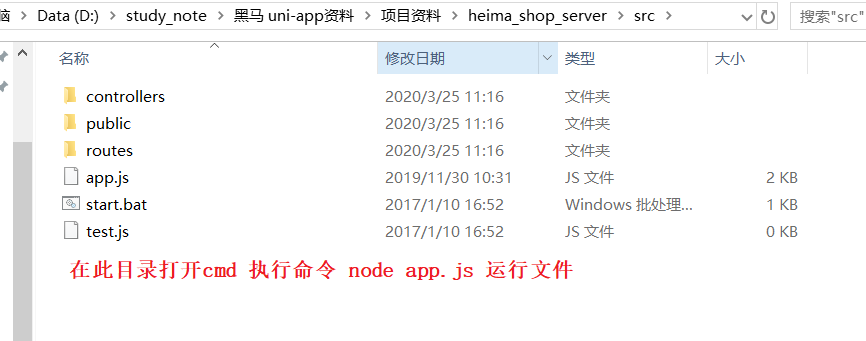 脑 > Data (D:) > study_note > 黑马 uni-app资料 > 项目资料 > heima_shop_server > src >
搜索"src"
名称 修改日期 类型 大小
controllers 2020/3/25 11:16 文件夹
public 2020/3/25 11:16 文件夹
routes 2020/3/25 11:16 文件夹
app.js 2019/11/30 10:31 JS 文件 2 KB
start.bat 2017/1/10 16:52 Windows 批处理... 1 KB
test.js 2017/1/10 16:52 JS 文件 0 KB
在此目录打开cmd 执行命令 node app.js 运行文件